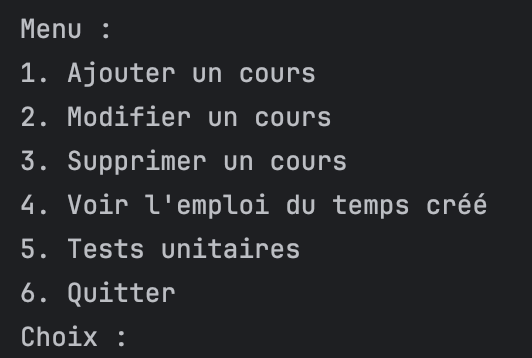 Menu :
1. Ajouter un cours
2. Modifier un cours
3. Supprimer un cours
4. Voir l'emploi du temps créé
5. Tests unitaires
6. Quitter
Choix :